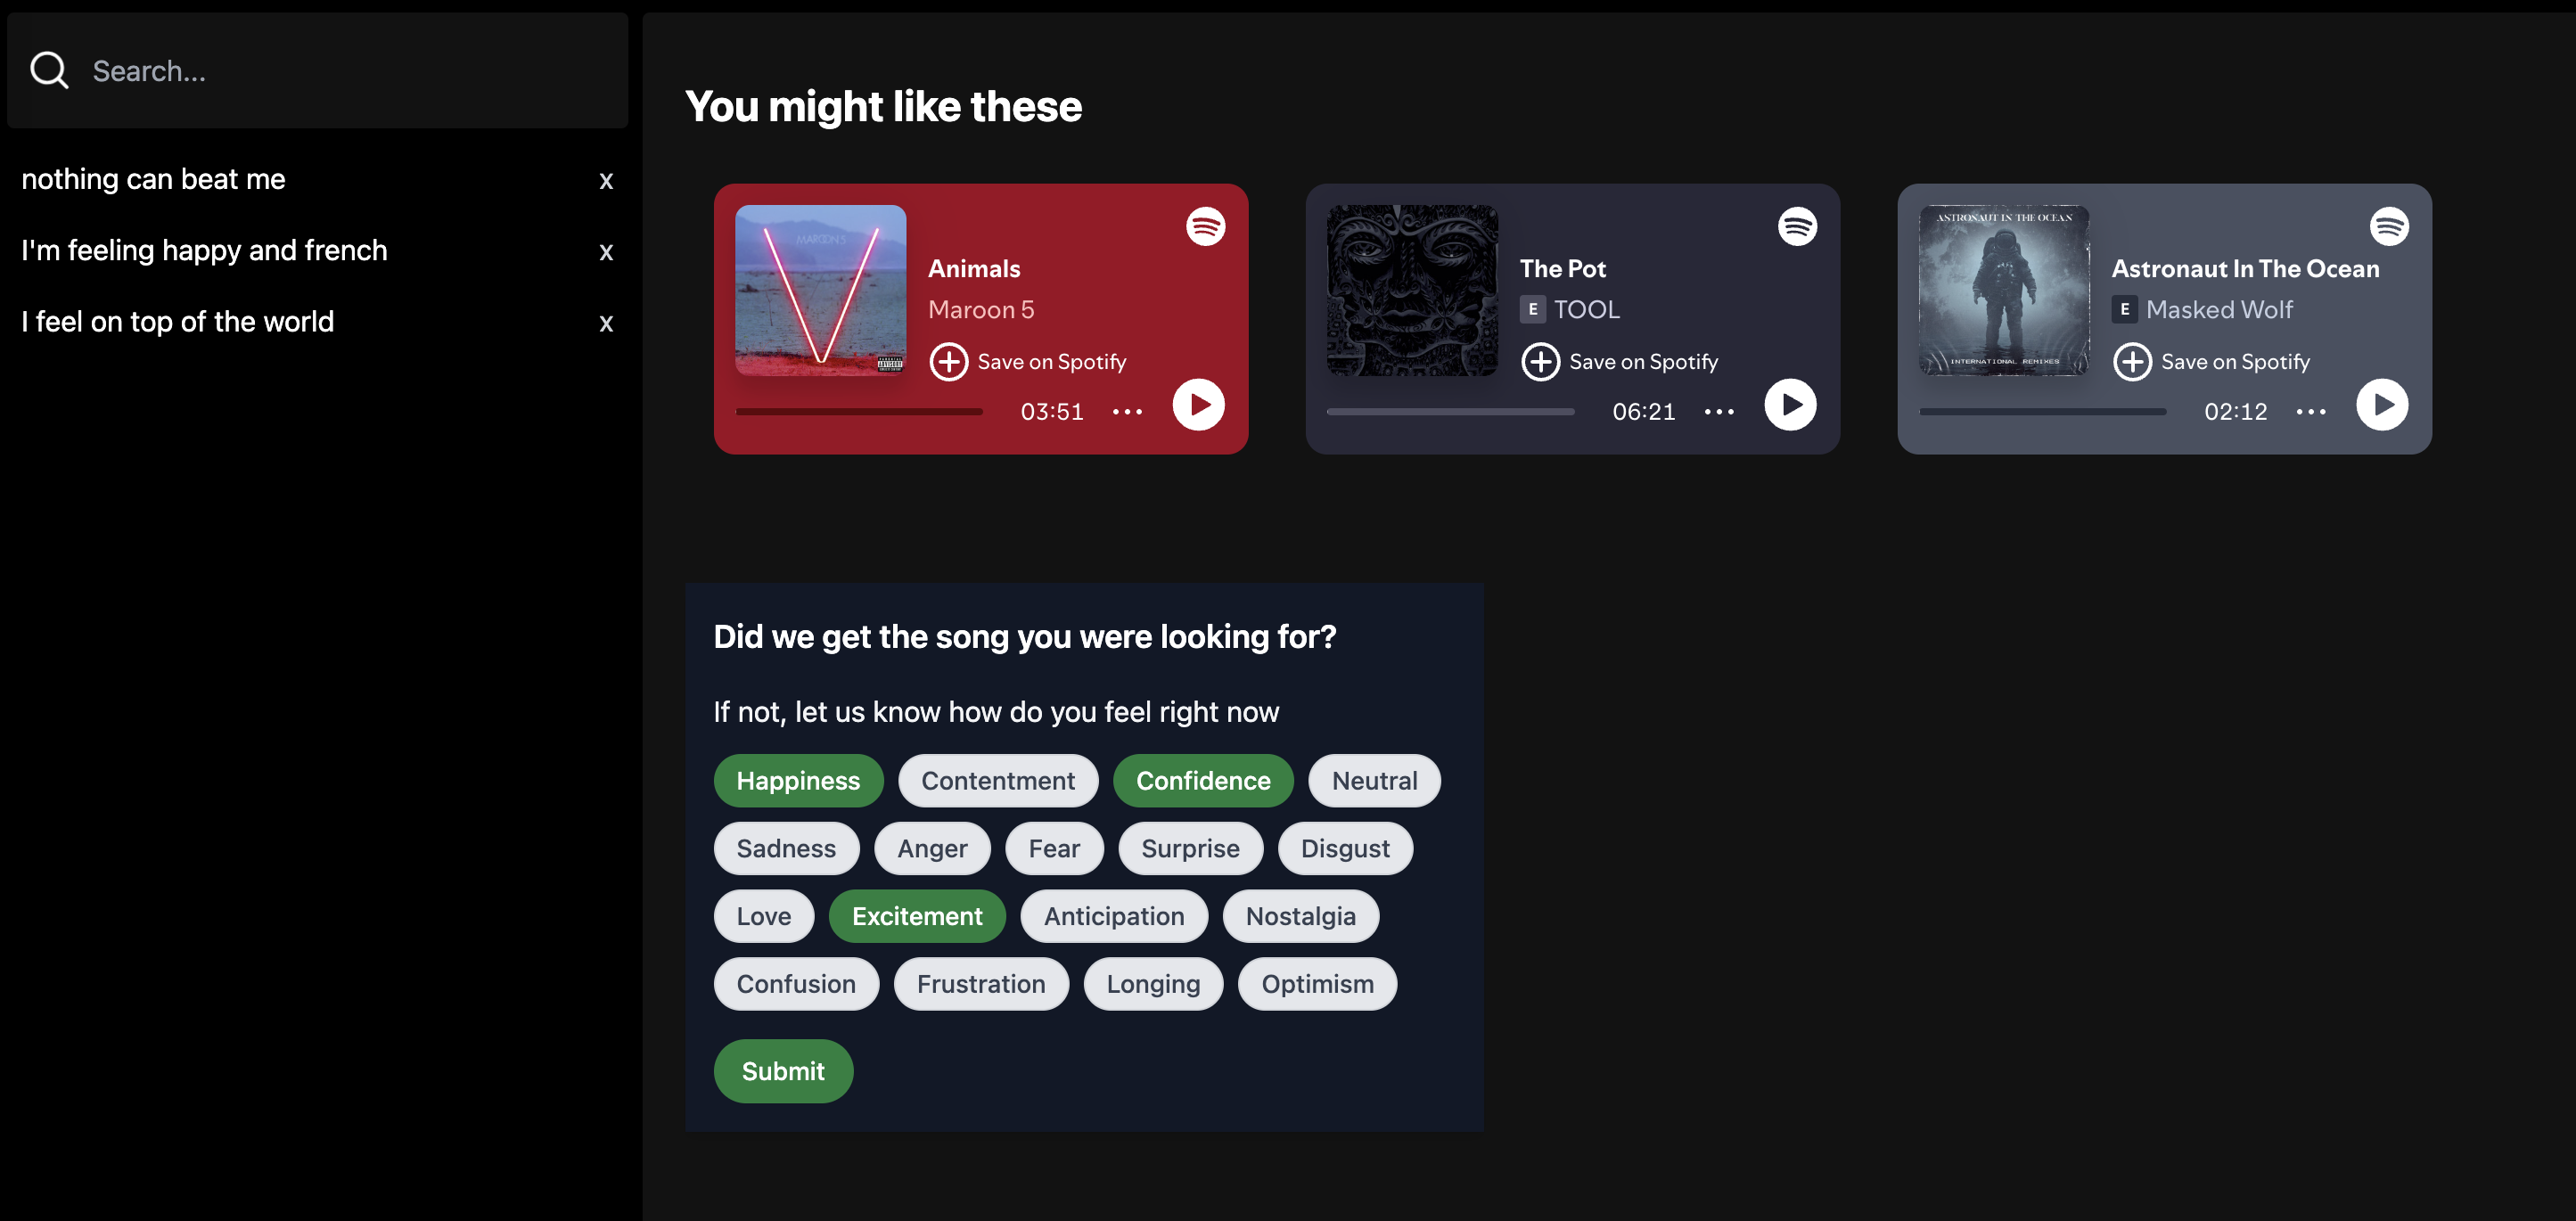 Search...
nothing can beat me x
I'm feeling happy and french x
I feel on top of the world x
You might like these
MAROON 5
Animals
Maroon 5
Save on Spotify
03:51
The Pot
E TOOL
Save on Spotify
06:21
ASTRONAUT IN THE OCEAN
INTERNATIONAL REMIXES
Astronaut In The Ocean
E Masked Wolf
Save on Spotify
02:12
Did we get the song you were looking for?
If not, let us know how do you feel right now
Happiness Contentment Confidence Neutral
Sadness Anger Fear Surprise Disgust
Love Excitement Anticipation Nostalgia
Confusion Frustration Longing Optimism
Submit